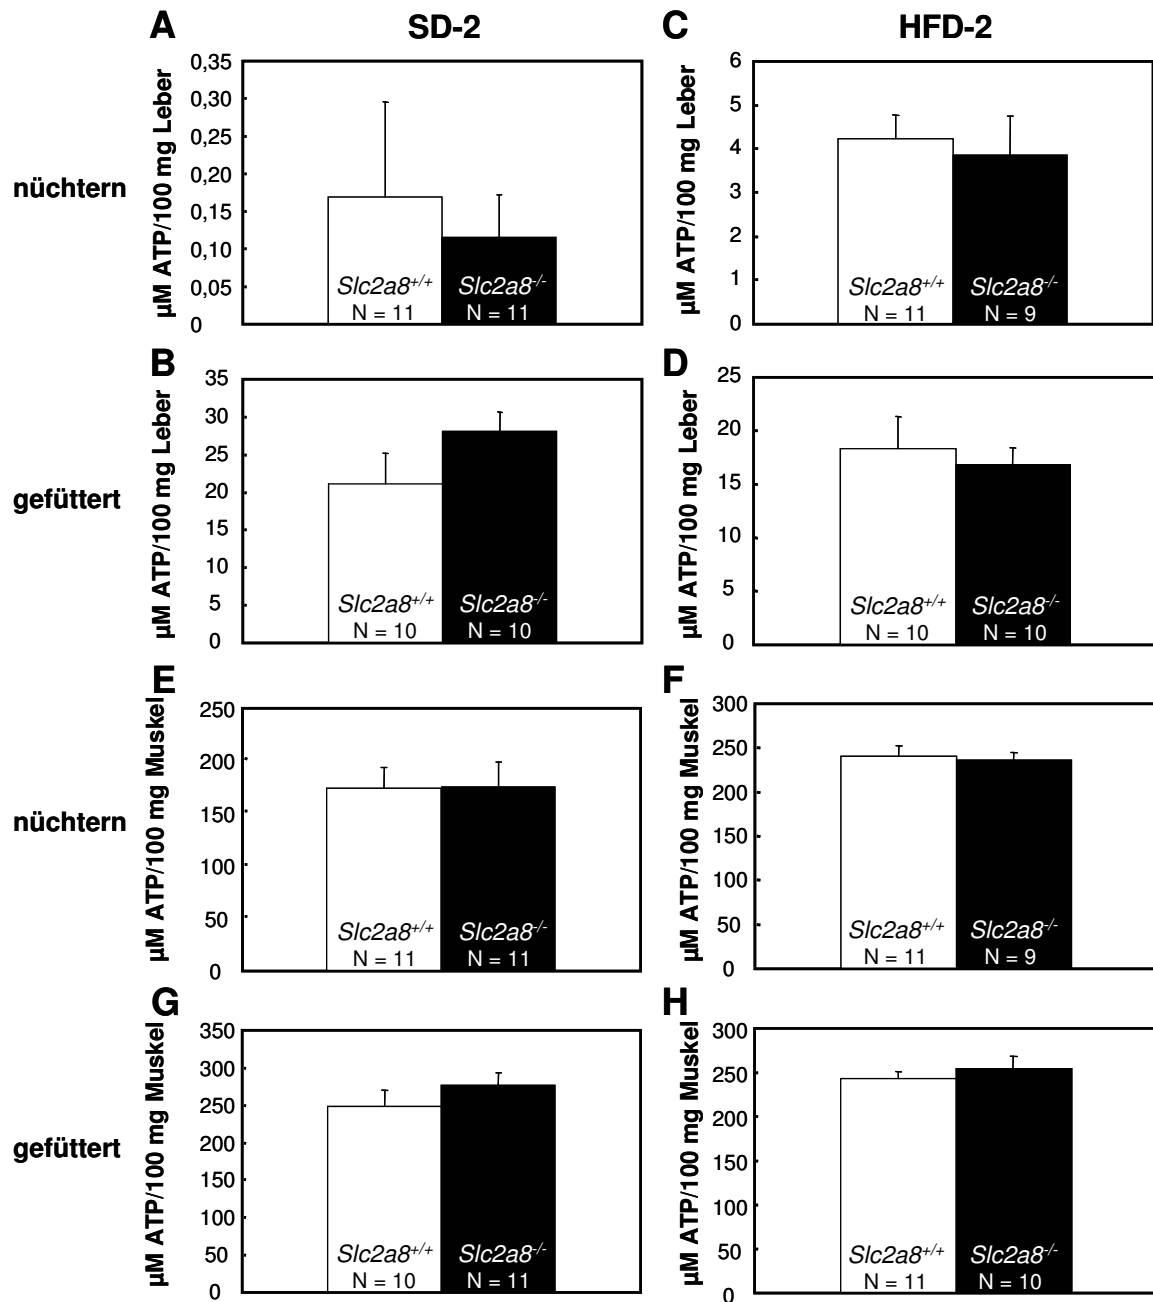 A SD-2 C HFD-2
nüchtern
µM ATP/100 mg Leber
0,35
0,30
0,25
0,20
0,15
0,10
0,05
0
Slc2a8+/+ Slc2a8-/-
N = 11 N = 11
µM ATP/100 mg Leber
6
5
4
3
2
1
0
Slc2a8+/+ Slc2a8-/-
N = 11 N = 9
B D
gefüttert
µM ATP/100 mg Leber
35
30
25
20
15
10
5
0
Slc2a8+/+ Slc2a8-/-
N = 10 N = 10
µM ATP/100 mg Leber
25
20
15
10
5
0
Slc2a8+/+ Slc2a8-/-
N = 10 N = 10
E F
nüchtern
µM ATP/100 mg Muskel
250
200
150
100
50
0
Slc2a8+/+ Slc2a8-/-
N = 11 N = 11
µM ATP/100 mg Muskel
300
250
200
150
100
50
0
Slc2a8+/+ Slc2a8-/-
N = 11 N = 9
G H
gefüttert
µM ATP/100 mg Muskel
350
300
250
200
150
100
50
0
Slc2a8+/+ Slc2a8-/-
N = 10 N = 11
µM ATP/100 mg Muskel
300
250
200
150
100
50
0
Slc2a8+/+ Slc2a8-/-
N = 11 N = 10